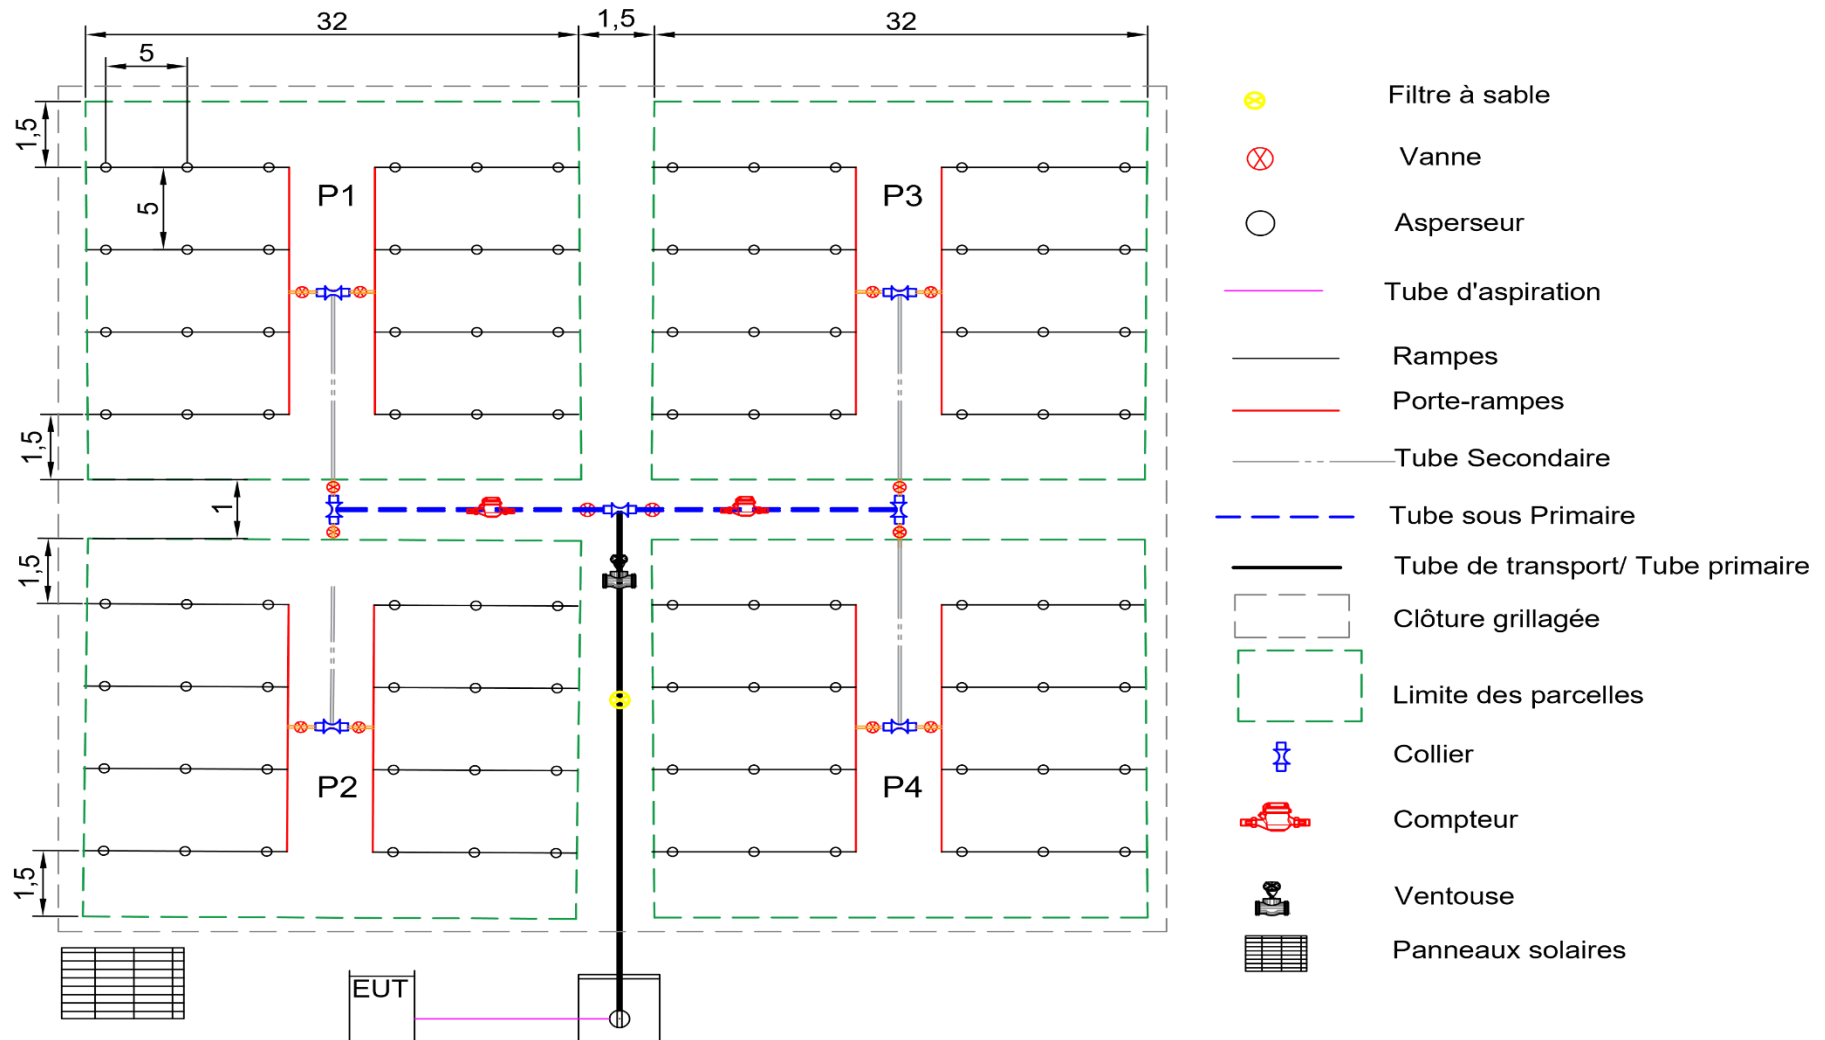 32
1,5
32
5
1,5
5
P1
P3
1,5
1
1,5
P2
P4
1,5
EUT
Filtre à sable
Vanne
Asperseur
Tube d'aspiration
Rampes
Porte-rampes
Tube Secondaire
Tube sous Primaire
Tube de transport/ Tube primaire
Clôture grillagée
Limite des parcelles
Collier
Compteur
Ventouse
Panneaux solaires